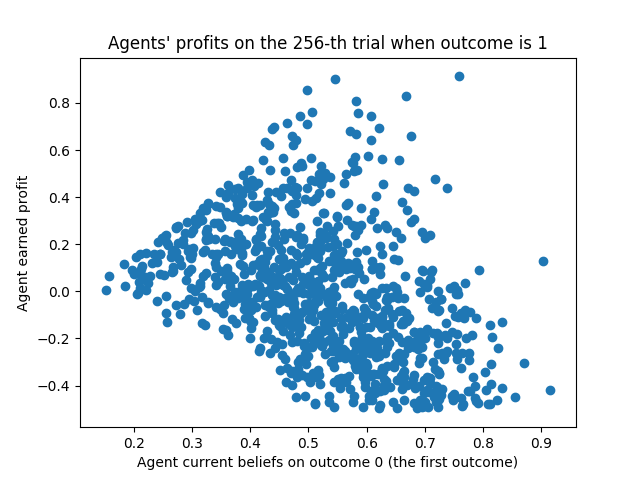 Agents' profits on the 256-th trial when outcome is 1
Agent earned profit
0.8
0.6
0.4
0.2
0.0
−0.2
−0.4
0.2 0.3 0.4 0.5 0.6 0.7 0.8 0.9
Agent current beliefs on outcome 0 (the first outcome)